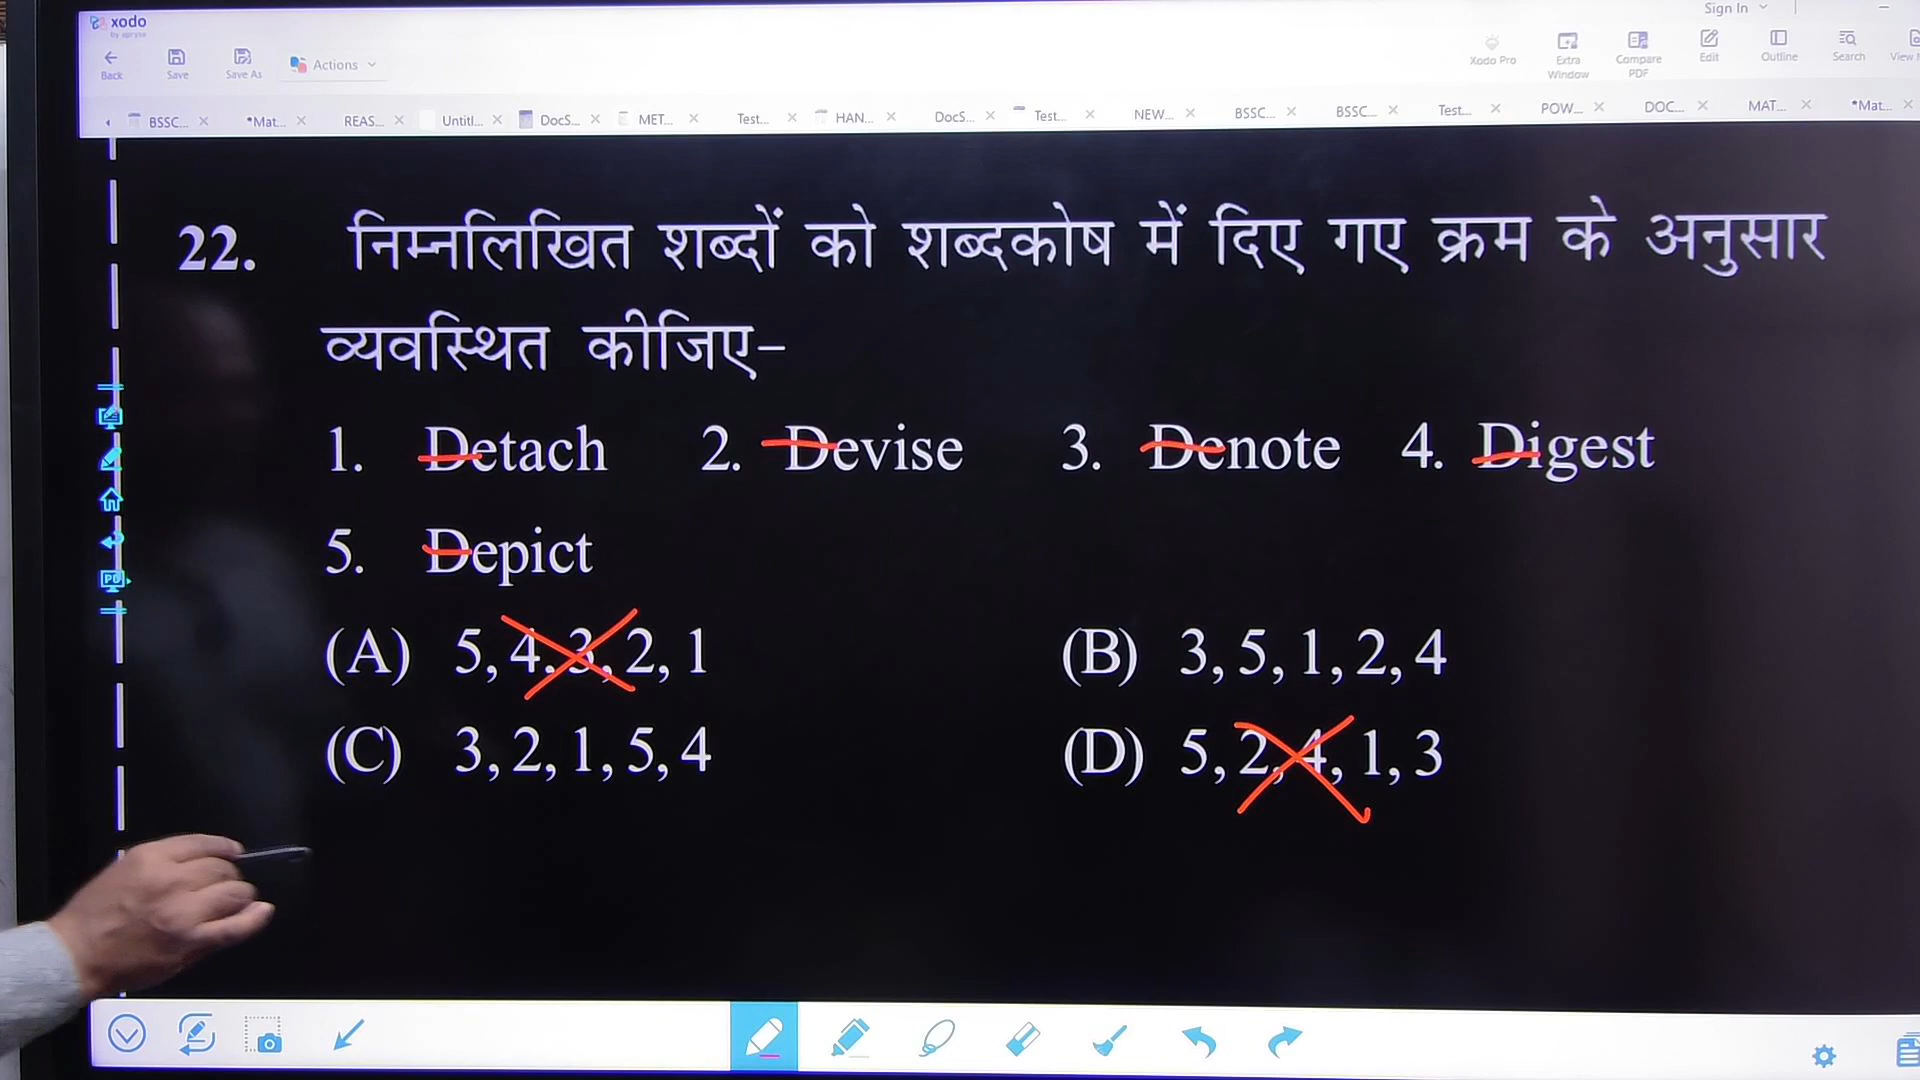 xodo
by apryse
Sign In
Back
Save
Save As
Actions
Xodo Pro
Extra Window
Compare PDF
Edit
Outline
Search
BSSC...
*Mat...
REAS...
Untitl...
DocS...
MET...
Test...
HAN...
DocS...
Test...
NEW...
BSSC...
BSSC...
Test...
POW...
DOC...
MAT...
*Mat...
22. निम्नलिखित शब्दों को शब्दकोष में दिए गए क्रम के अनुसार
व्यवस्थित कीजिए-
1. Detach 2. Devise 3. Denote 4. Digest
5. Depict
(A) 5, 4, 3, 2, 1 (B) 3, 5, 1, 2, 4
(C) 3, 2, 1, 5, 4 (D) 5, 2, 4, 1, 3